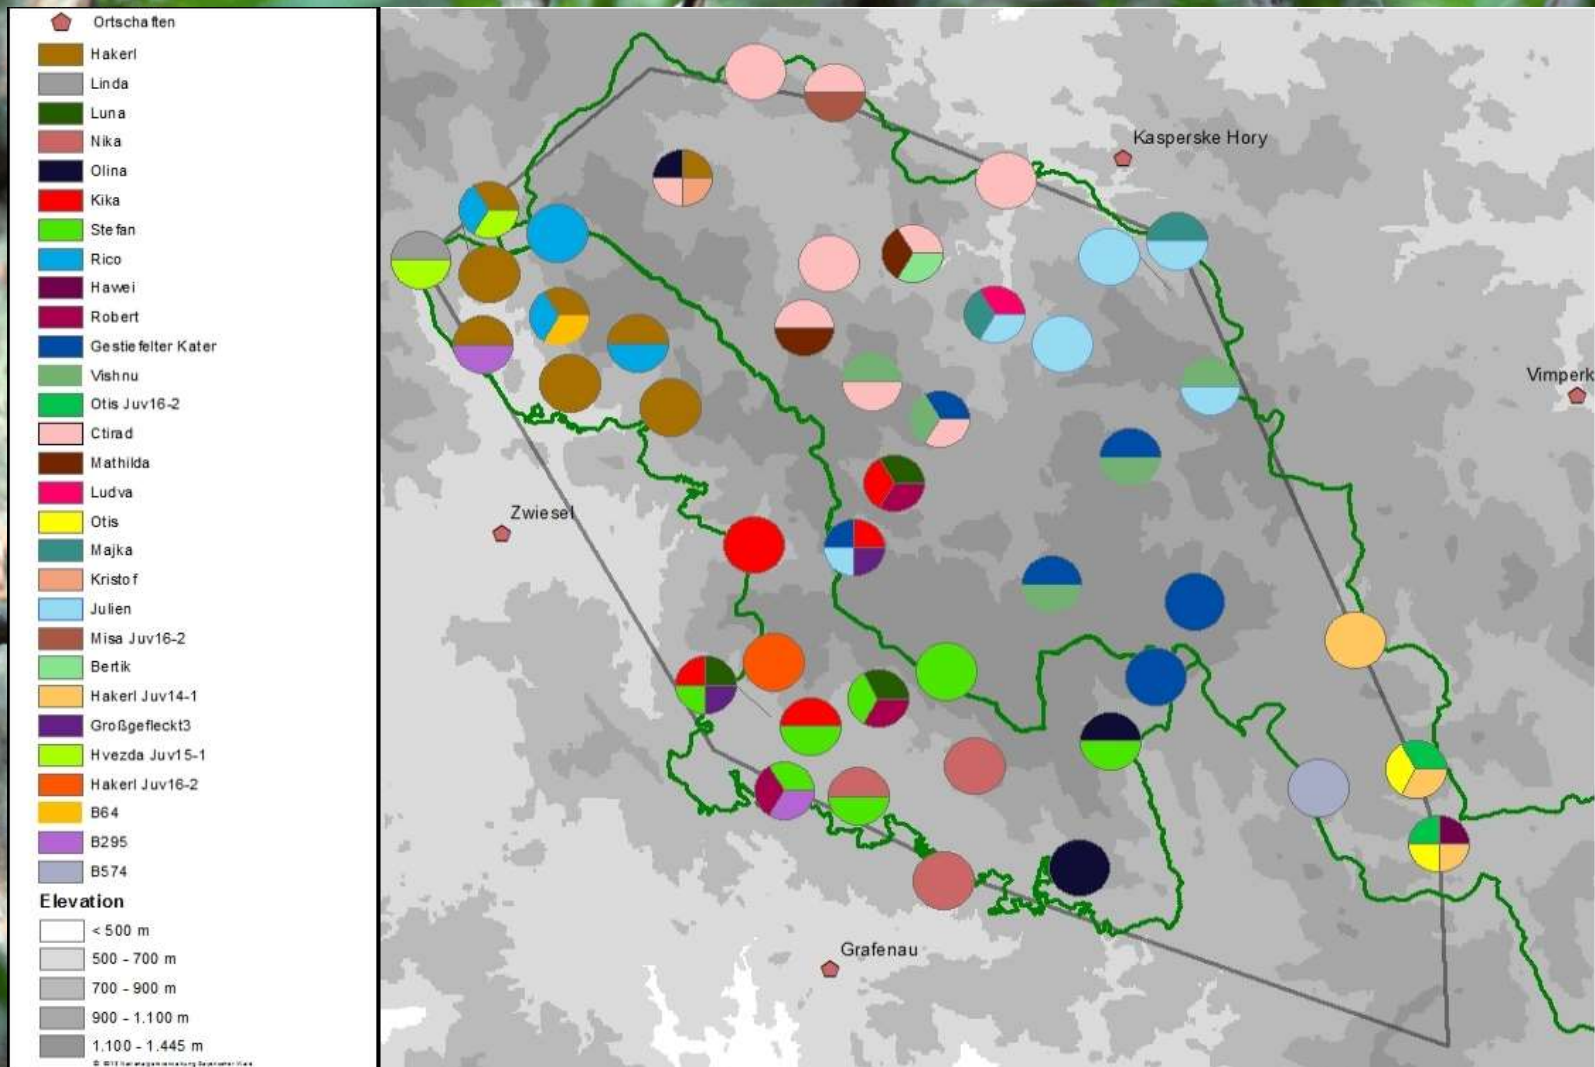 Ortschaften
Hakerl
Linda
Luna
Nika
Olina
Kika
Stefan
Rico
Hawei
Robert
Gestiefelter Kater
Vishnu
Otis Juv16-2
Ctirad
Mathilda
Ludva
Otis
Majka
Kristof
Julien
Misa Juv16-2
Bertik
Hakerl Juv14-1
Großgefleckt3
Hvezda Juv15-1
Hakerl Juv16-2
B64
B295
B574
Elevation
< 500 m
500 - 700 m
700 - 900 m
900 - 1.100 m
1.100 - 1.445 m
Kasperske Hory
Vimperk
Zwiesel
Grafenau